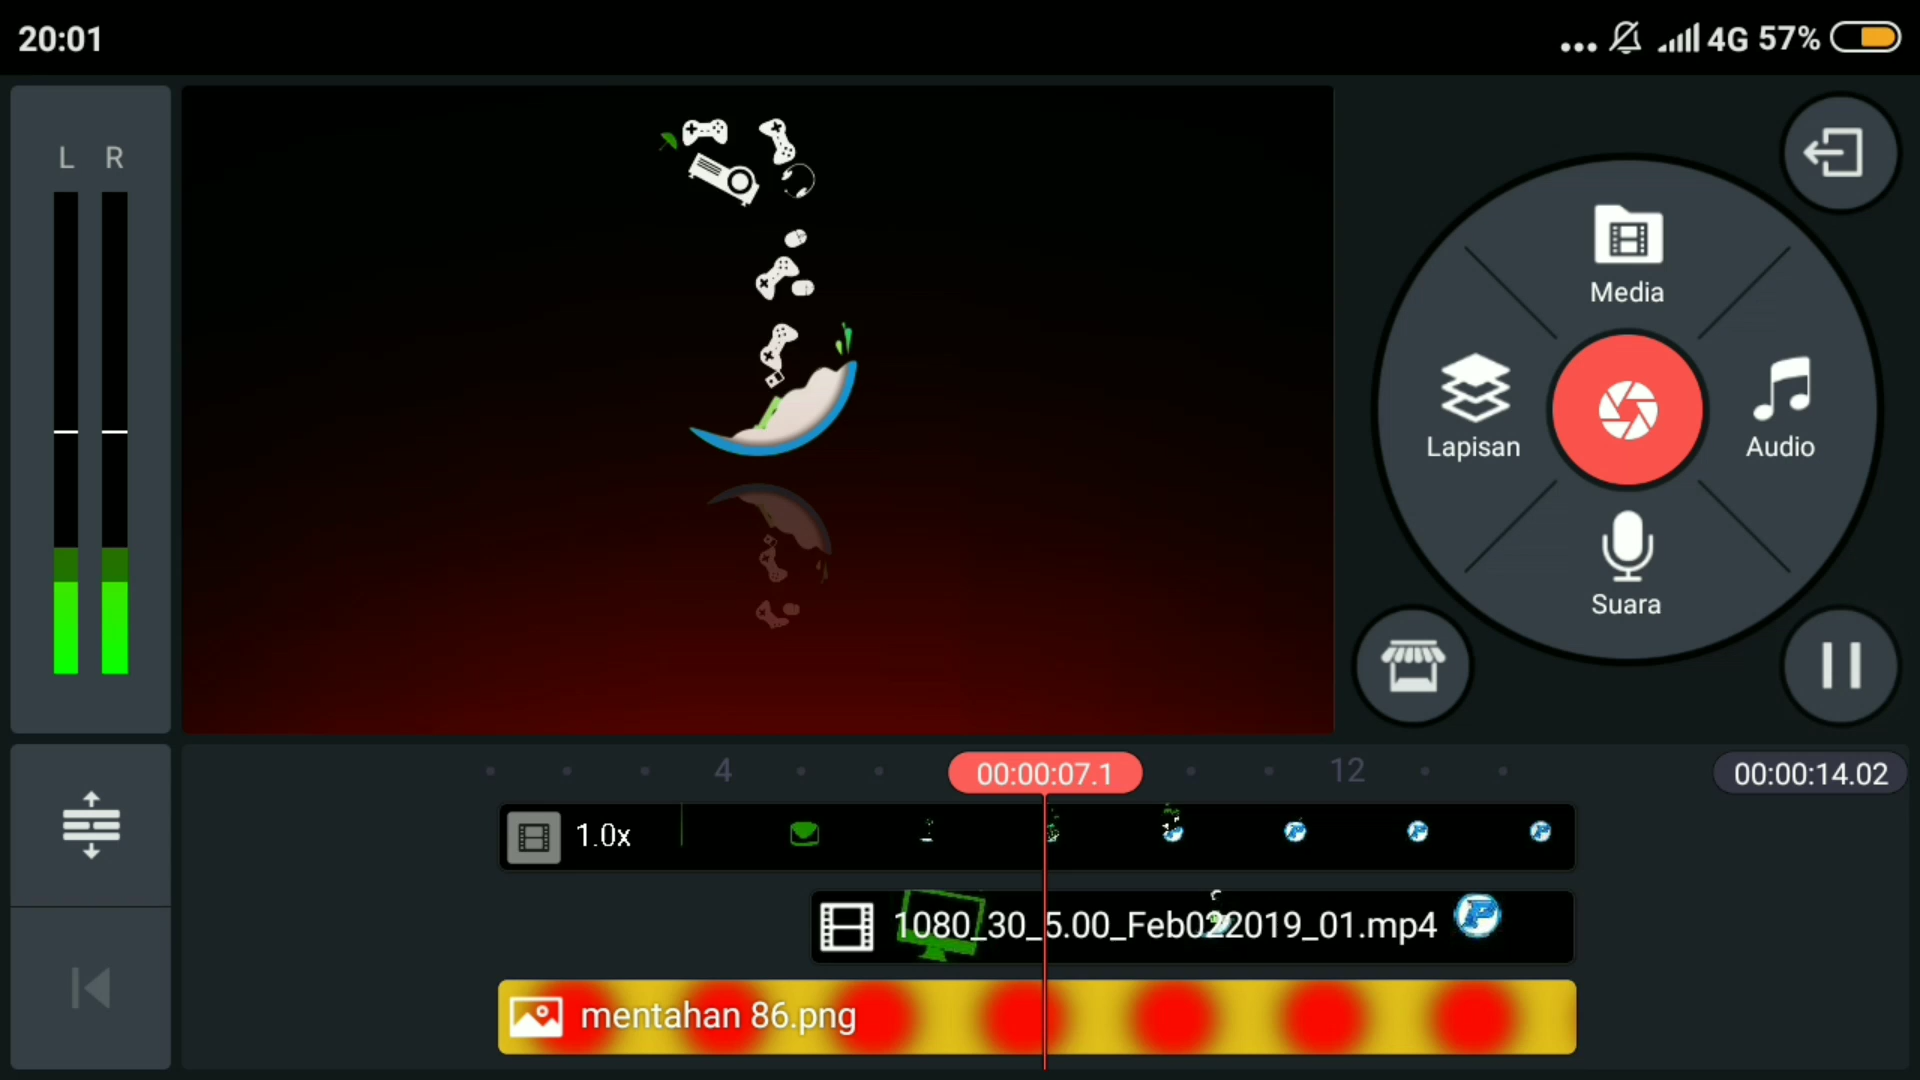 20:01
... 4G 57%
L R
Media
Lapisan
Audio
Suara
4
00:00:07.1
12
00:00:14.02
1.0x
1080_30_5.00_Feb022019_01.mp4
mentahan 86.png